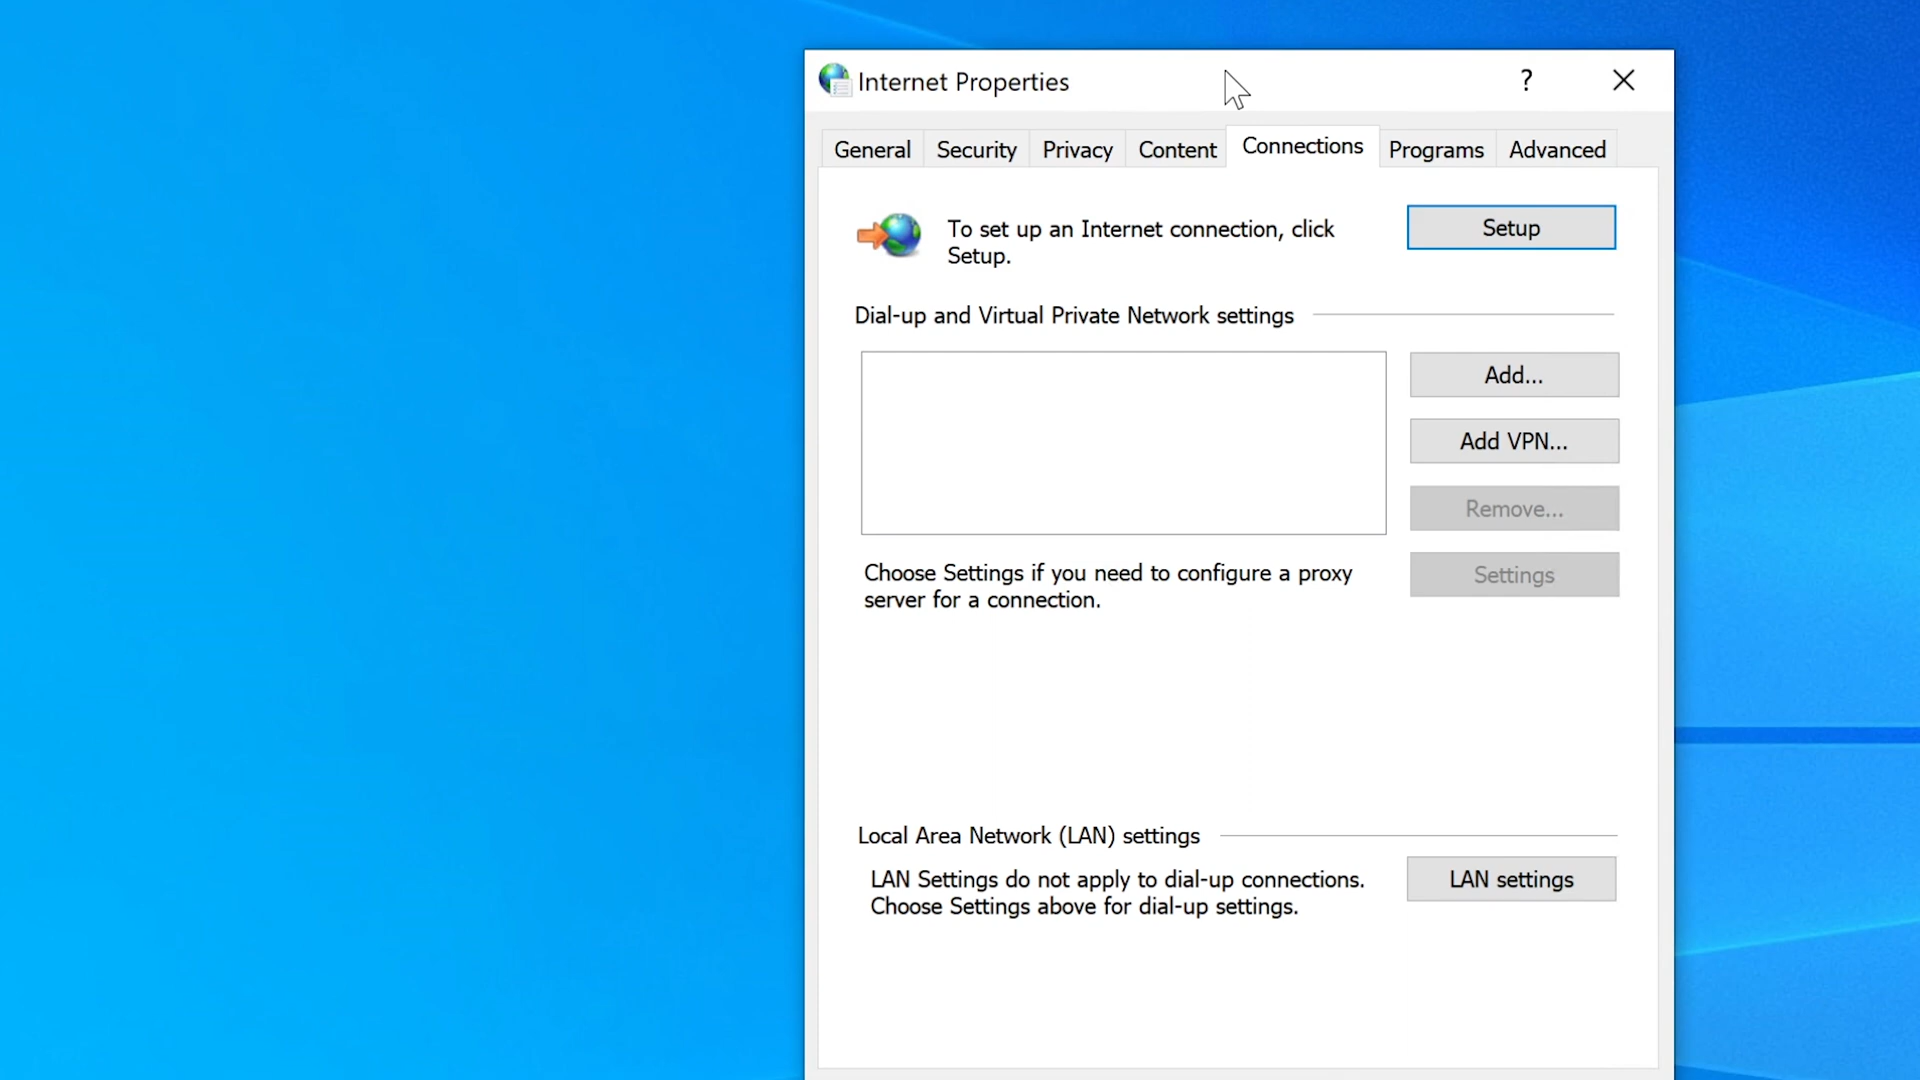 Internet Properties
?
General Security Privacy Content Connections Programs Advanced
To set up an Internet connection, click
Setup.
Setup
Dial-up and Virtual Private Network settings
Add...
Add VPN...
Remove...
Settings
Choose Settings if you need to configure a proxy
server for a connection.
Local Area Network (LAN) settings
LAN Settings do not apply to dial-up connections.
Choose Settings above for dial-up settings.
LAN settings